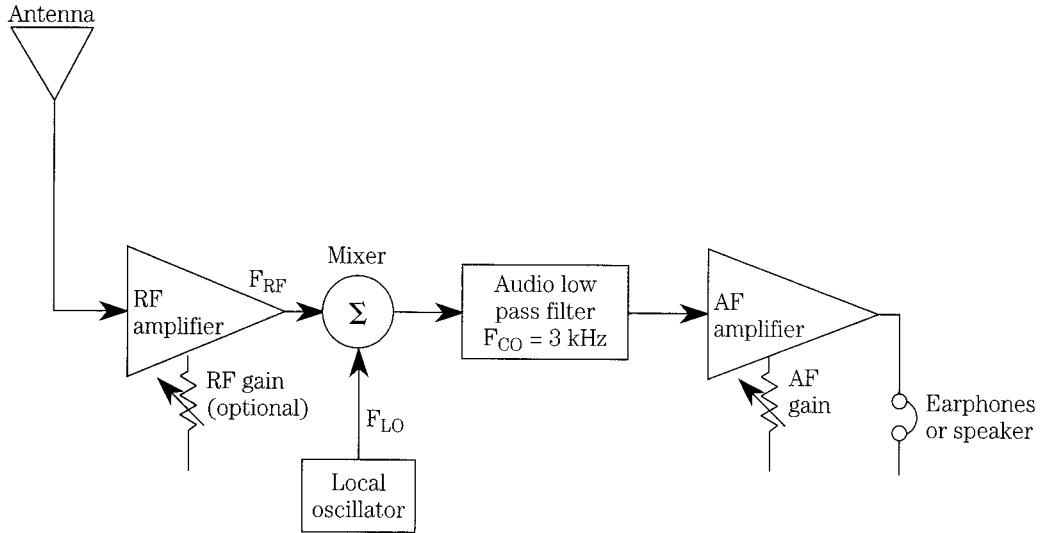 Antenna
RF
amplifier
F_RF
RF gain
(optional)
Mixer
Σ
F_LO
Local
oscillator
Audio low
pass filter
F_CO = 3 kHz
AF
amplifier
AF
gain
Earphones
or speaker